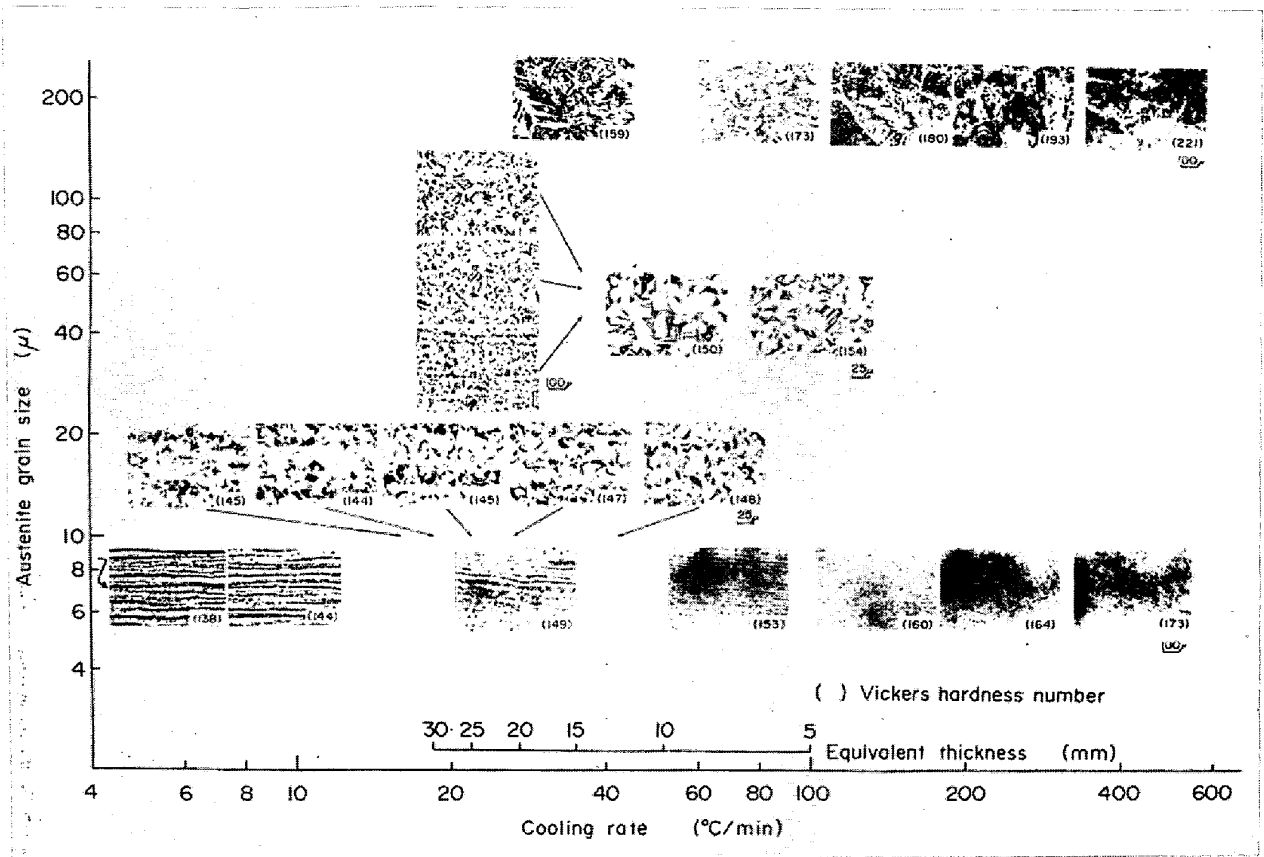 200
(159)
(173)
(180)
(193)
(221)
100μ
100
80
60
40
(150)
(154)
100μ
25μ
20
(145)
(144)
(145)
(147)
(148)
25μ
10
8
6
(138)
(144)
(149)
(153)
(160)
(164)
(173)
100μ
4
Austenite grain size (μ)
( ) Vickers hardness number
30 25 20 15 10 5
Equivalent thickness (mm)
4 6 8 10 20 40 60 80 100 200 400 600
Cooling rate (°C/min)